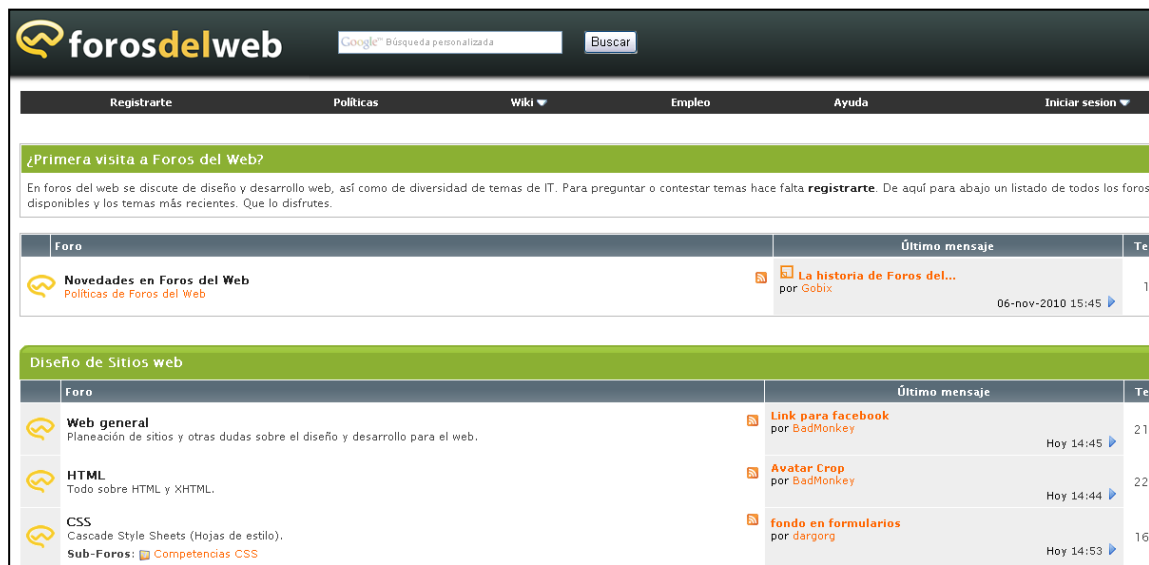 forosdelweb
Google™ Búsqueda personalizada
Buscar
Registrarte
Políticas
Wiki
Empleo
Ayuda
Iniciar sesion
¿Primera visita a Foros del Web?
En foros del web se discute de diseño y desarrollo web, así como de diversidad de temas de IT. Para preguntar o contestar temas hace falta registrarte. De aquí para abajo un listado de todos los foros
disponibles y los temas más recientes. Que lo disfrutes.
Foro
Último mensaje
Te
Novedades en Foros del Web
Políticas de Foros del Web
La historia de Foros del...
por Gobix
06-nov-2010 15:45
1
Diseño de Sitios web
Foro
Último mensaje
Te
Web general
Planeación de sitios y otras dudas sobre el diseño y desarrollo para el web.
Link para facebook
por BadMonkey
Hoy 14:45
21
HTML
Todo sobre HTML y XHTML.
Avatar Crop
por BadMonkey
Hoy 14:44
22
CSS
Cascade Style Sheets (Hojas de estilo).
Sub-Foros: Competencias CSS
fondo en formularios
por dargorg
Hoy 14:53
16